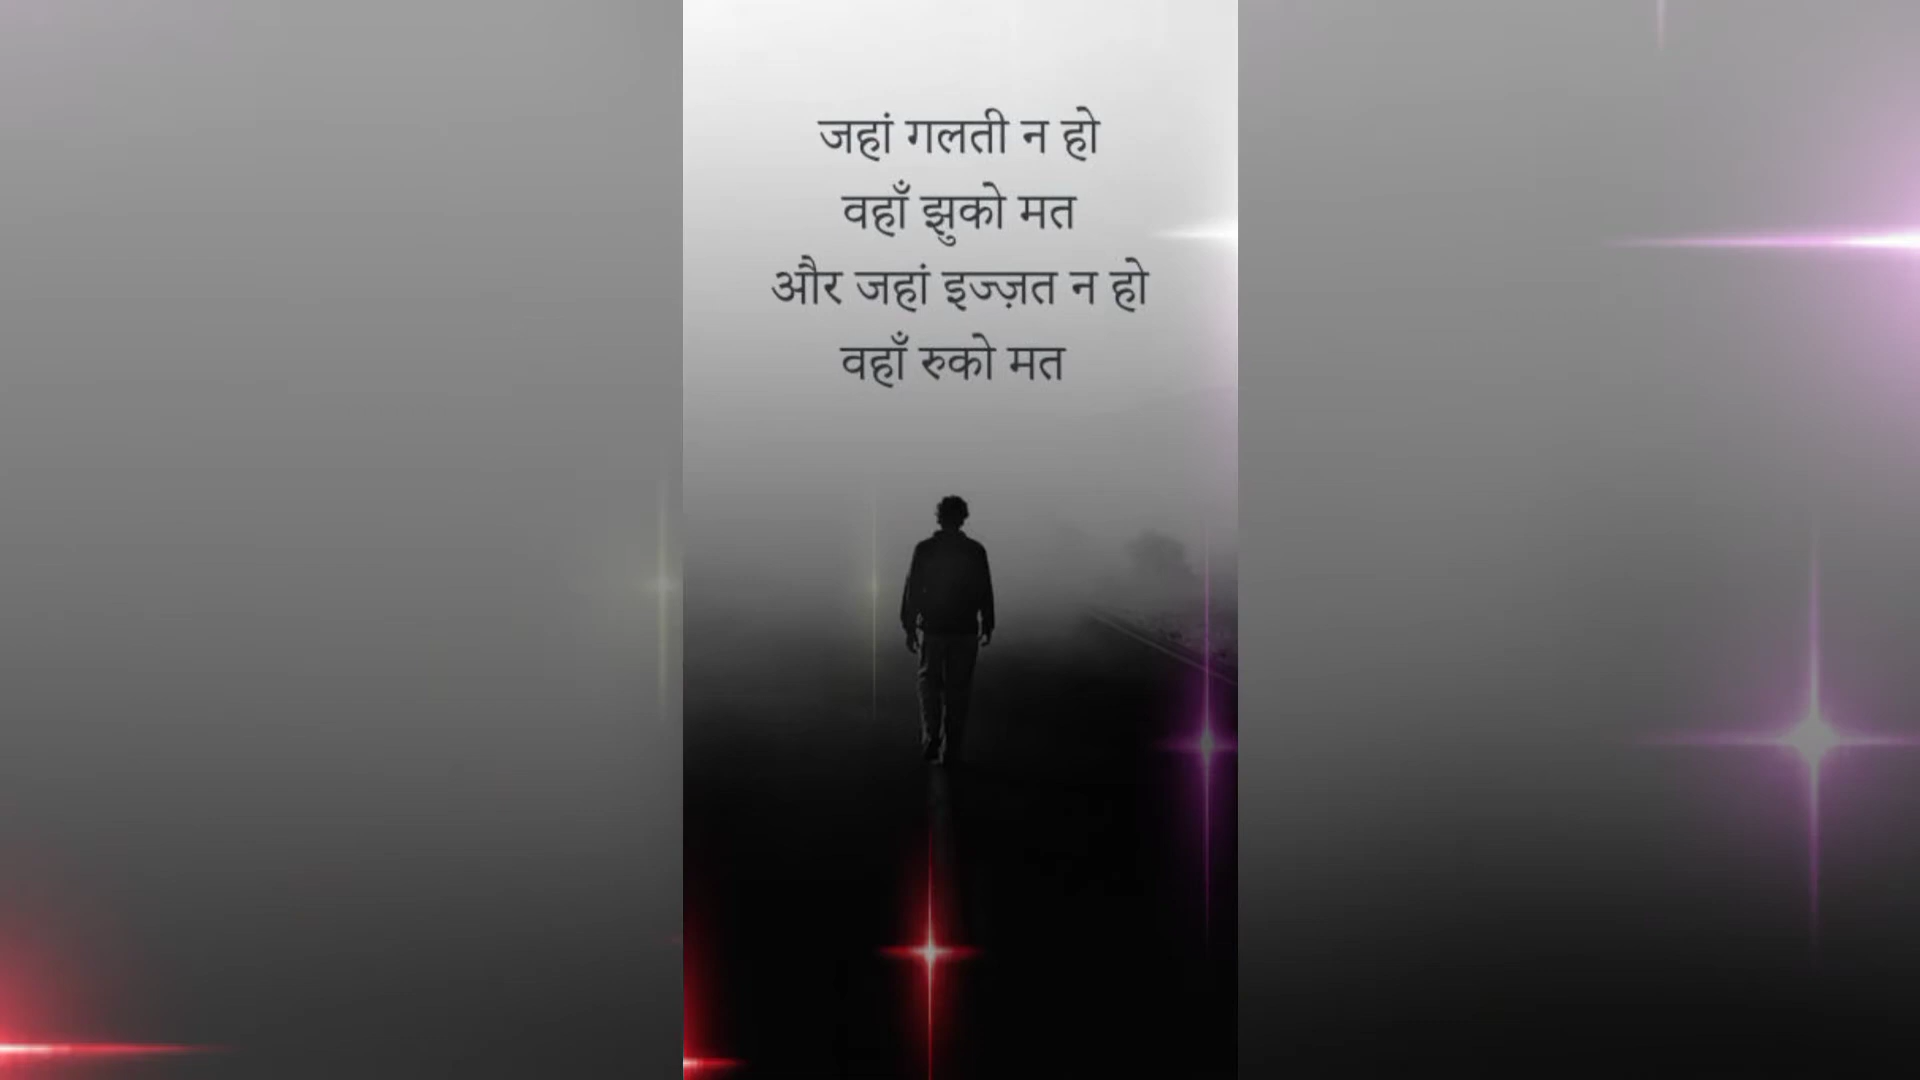 जहां गलती न हो
वहाँ झुको मत
और जहां इज्ज़त न हो
वहाँ रुको मत